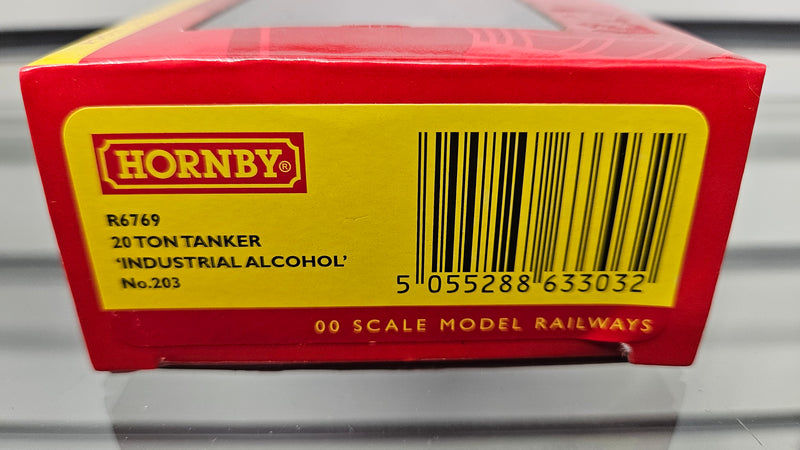 HORNBY®
R6769
20 TON TANKER
'INDUSTRIAL ALCOHOL'
No.203
5 055288 633032
00 SCALE MODEL RAILWAYS